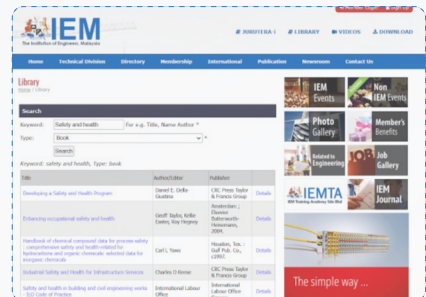 IEM
The Institution of Engineers, Malaysia
JURUTERA
LIBRARY
VIDEOS
DOWNLOAD
Home
Technical Division
Directory
Membership
International
Publication
Newsroom
Contact Us
Library
Home / Library
Search
Keyword: Safety and health For e.g. Title, Name Author *
Type: Book *
Search
Keyword: safety and health, Type: book
Title Author/Editor Publisher
Developing a Safety and Health Program Daniel E. Della-Giustina CRC Press Taylor & Francis Group Details
Enhancing occupational safety and health Geoff Taylor, Kellie Easter, Roy Hegney Amsterdam ; Elsevier Butterworth-Heinemann, 2004. Details
Handbook of chemical compound data for process safety : comprehensive safety and health-related for hydrocarbons and organic chemicals: selected data for inorganic chemicals Carl L Yaws Houston, Tex. : Gulf Pub. Co., c1997. Details
Industrial Safety and Health for Infrastructure Services Charles D Reese CRC Press Taylor & Francis Group Details
Safety and health in building and civil engineering works - ILO Code of Practice International Labour Office International Labour Office Details
IEM
Events
Non
IEM Events
Photo
Gallery
Member's
Benefits
Related to
Engineering
Job
Gallery
IEMTA
IEM Training Academy Sdn Bhd
IEM
Journal
The simple way ...